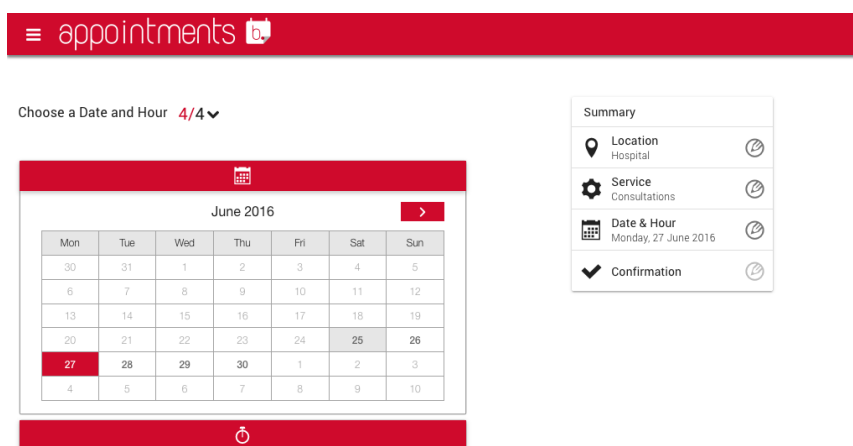 appointments b.
Choose a Date and Hour 4/4
June 2016
Mon Tue Wed Thu Fri Sat Sun
30 31 1 2 3 4 5
6 7 8 9 10 11 12
13 14 15 16 17 18 19
20 21 22 23 24 25 26
27 28 29 30 1 2 3
4 5 6 7 8 9 10
Summary
Location
Hospital
Service
Consultations
Date & Hour
Monday, 27 June 2016
Confirmation